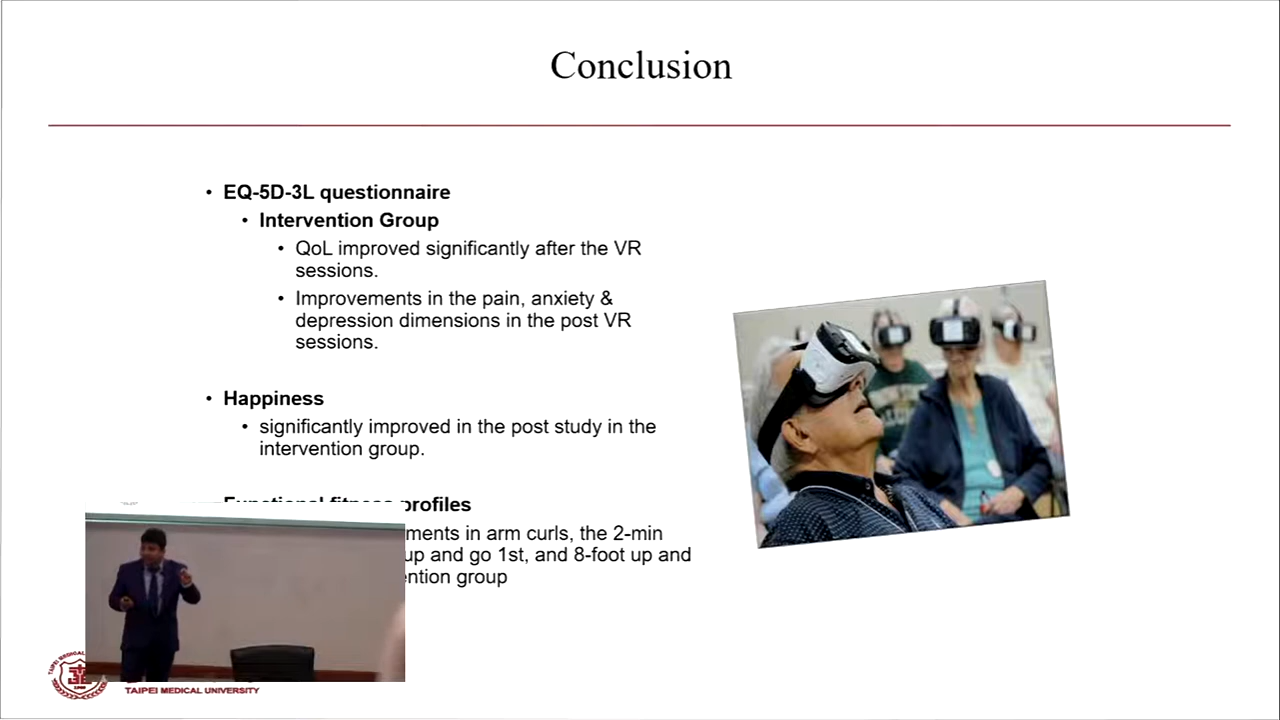 Conclusion
• EQ-5D-3L questionnaire
• Intervention Group
• QoL improved significantly after the VR
sessions.
• Improvements in the pain, anxiety &
depression dimensions in the post VR
sessions.
• Happiness
• significantly improved in the post study in the
intervention group.
Functional fitness profiles
ments in arm curls, the 2-min
up and go 1st, and 8-foot up and
ention group
TAIPEI MEDICAL UNIVERSITY